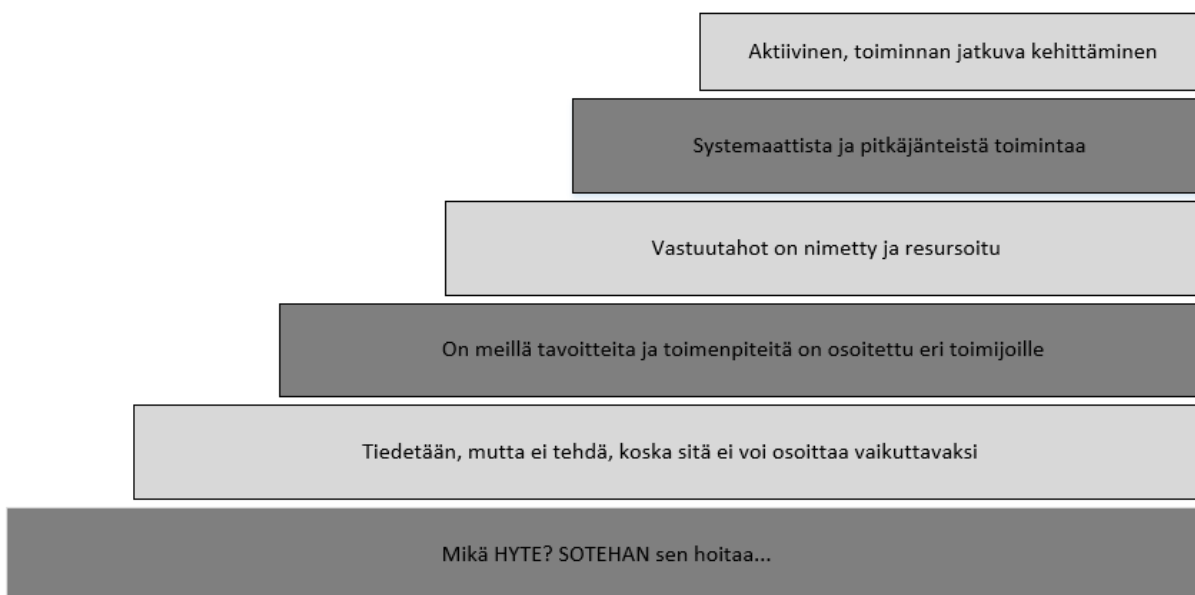 Aktiivinen, toiminnan jatkuva kehittäminen
Systemaattista ja pitkäjänteistä toimintaa
Vastuutahot on nimetty ja resursoitu
On meillä tavoitteita ja toimenpiteitä on osoitettu eri toimijoille
Tiedetään, mutta ei tehdä, koska sitä ei voi osoittaa vaikuttavaksi
Mikä HYTE? SOTEHAN sen hoitaa...